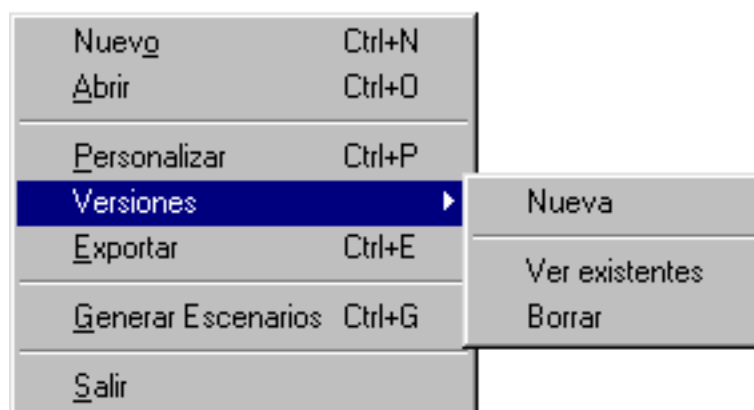 Nuevo Ctrl+N
Abrir Ctrl+O
Personalizar Ctrl+P
Versiones
Exportar Ctrl+E
Generar Escenarios Ctrl+G
Salir
Nueva
Ver existentes
Borrar